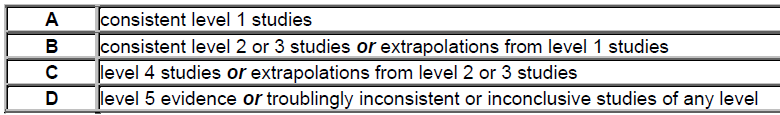 A consistent level 1 studies
B consistent level 2 or 3 studies or extrapolations from level 1 studies
C level 4 studies or extrapolations from level 2 or 3 studies
D level 5 evidence or troublingly inconsistent or inconclusive studies of any level